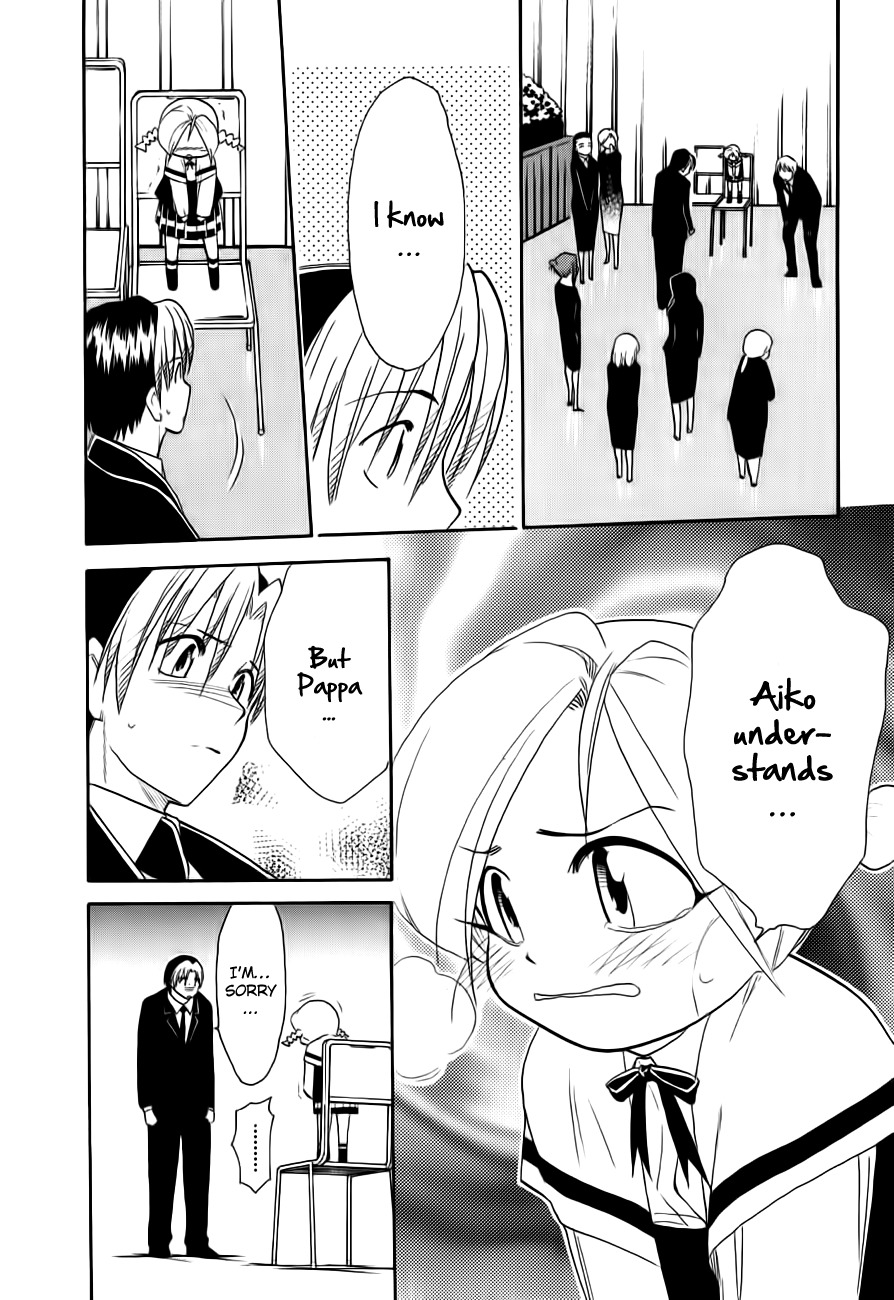 I know
...
Aiko
under-
stands
...
But
Pappa
...
I'M...
SORRY
...
........